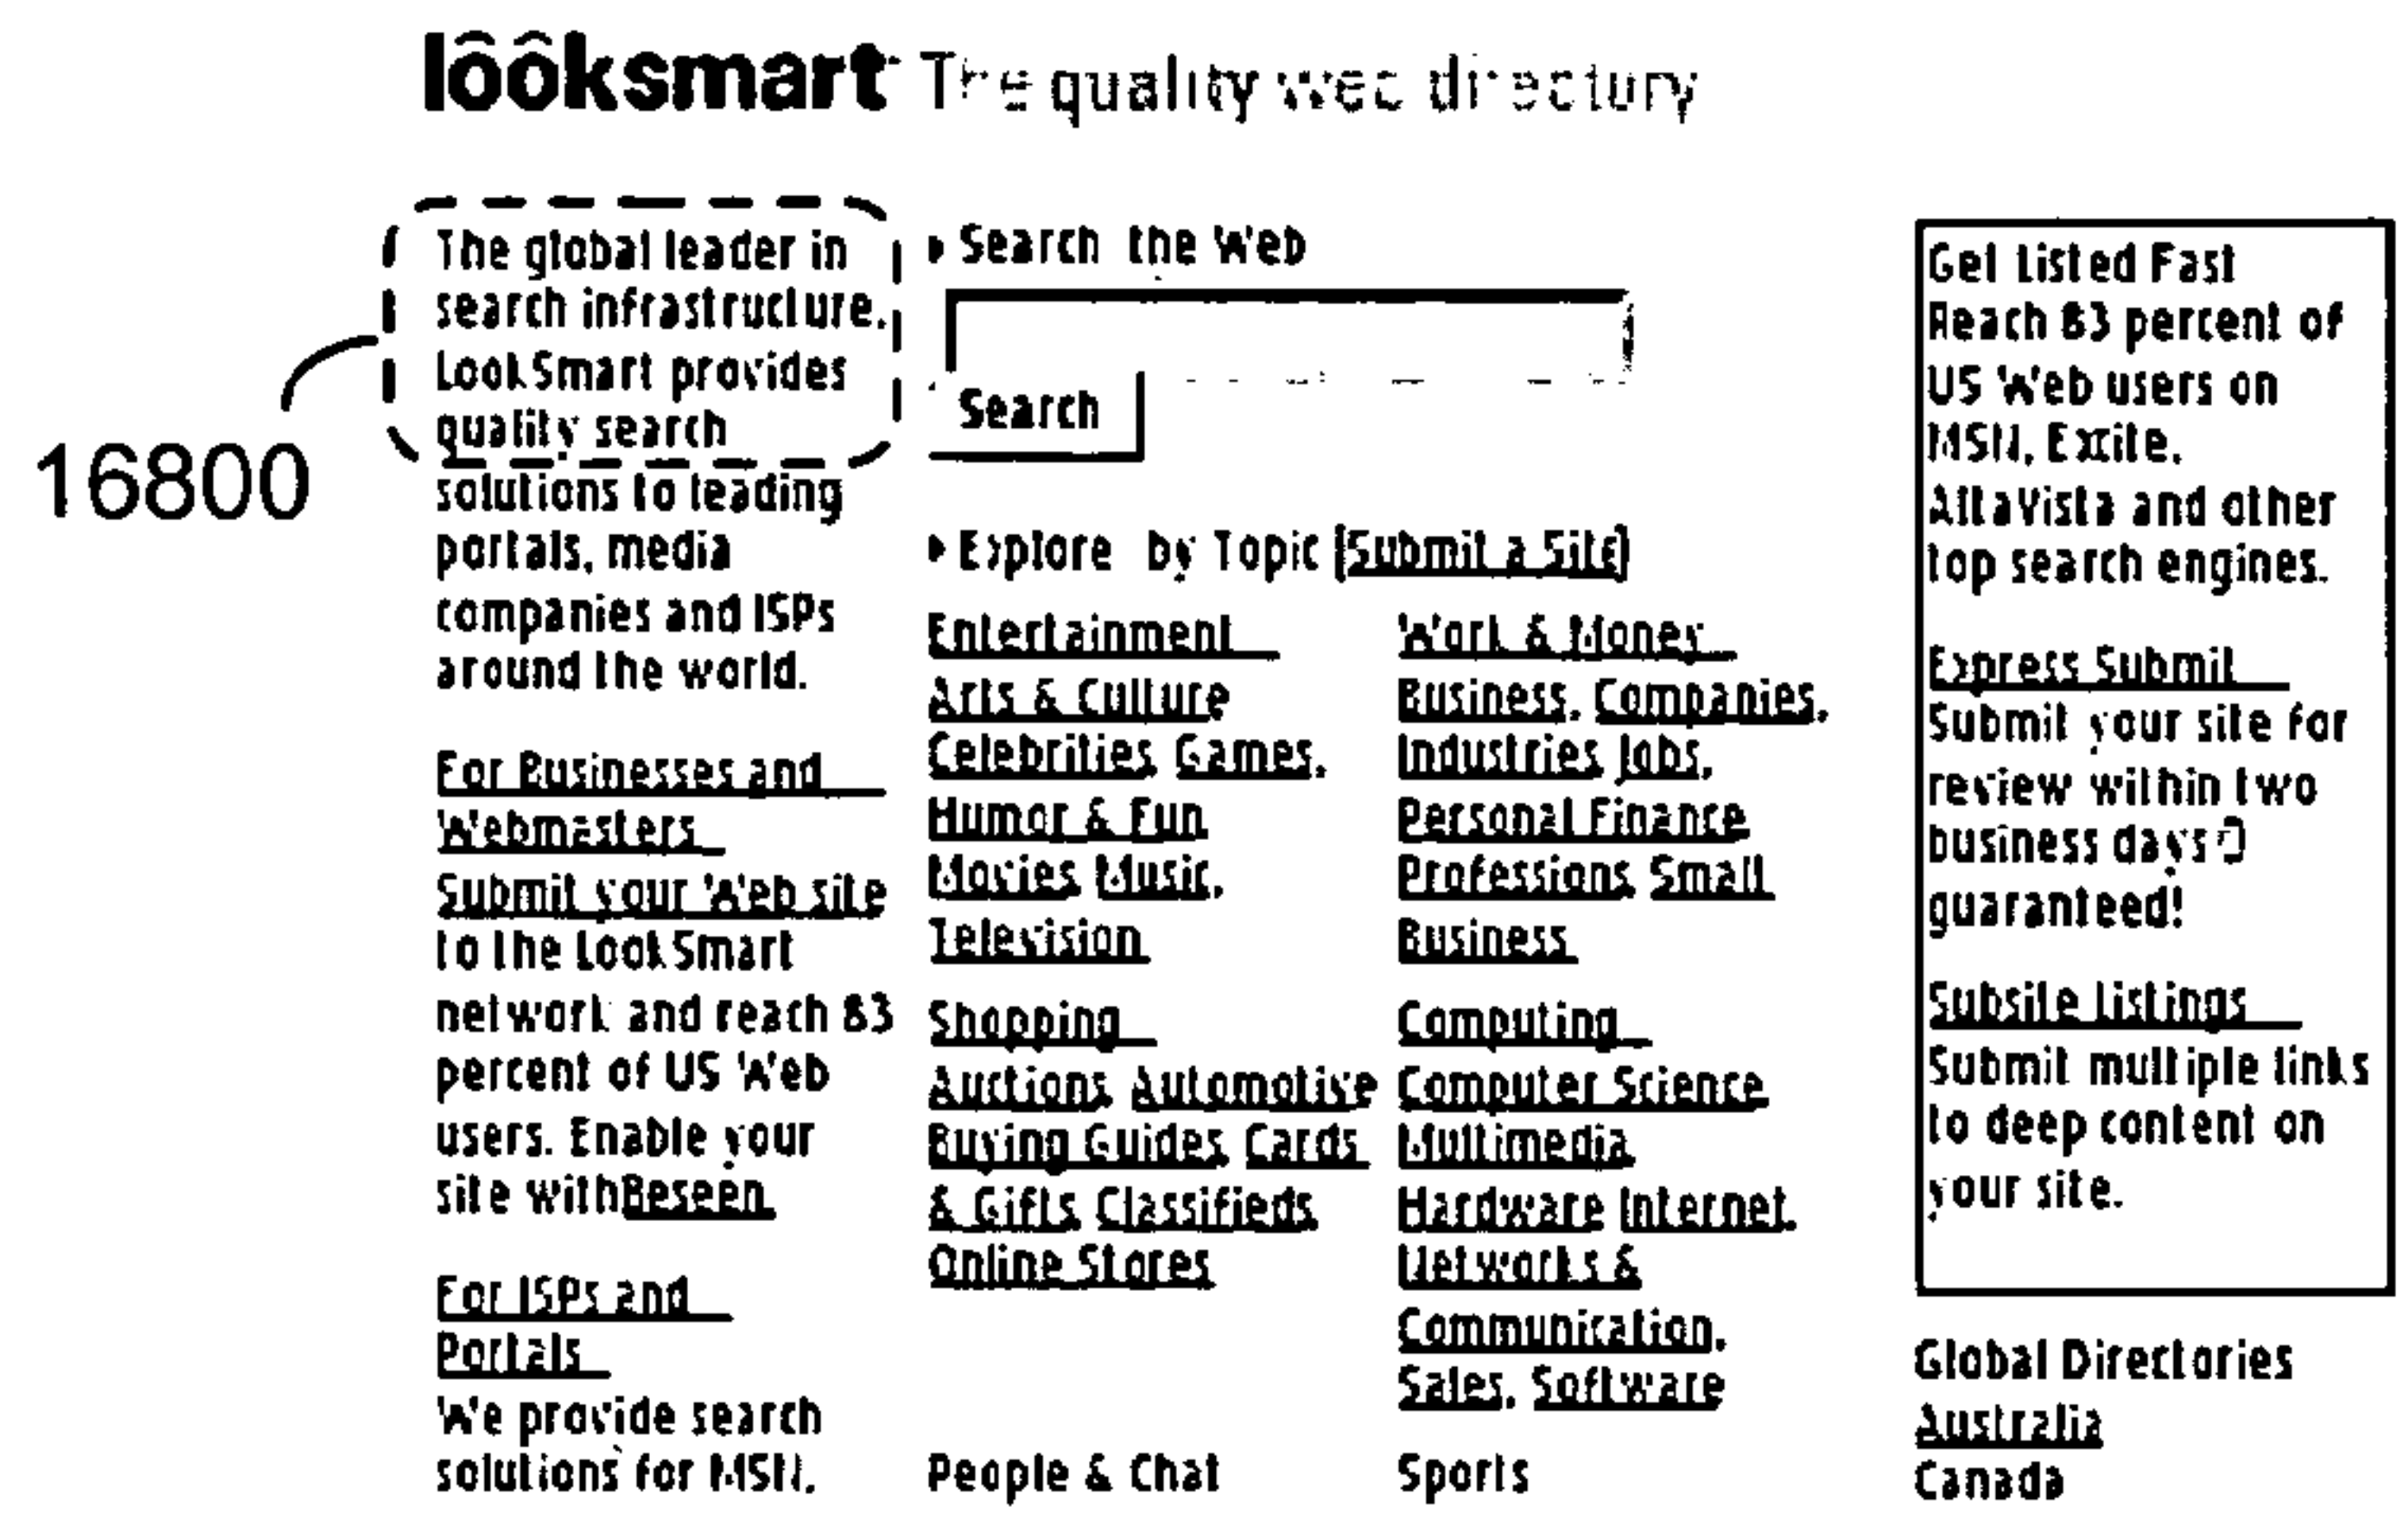 lôôksmart The quality web directory
16800
The global leader in
search infrastructure.
LookSmart provides
quality search
solutions to leading
portals, media
companies and ISPs
around the world.
For Businesses and
Webmasters
Submit your Web site
to the LookSmart
network and reach 83
percent of US Web
users. Enable your
site with Beseen
For ISPs and
Portals
We provide search
solutions for MSN,
Search the Web
Search
Explore by Topic [Submit a Site]
Entertainment
Arts & Culture
Celebrities Games,
Humor & Fun
Movies Music,
Television
Shopping
Auctions Automotive
Buying Guides Cards
& Gifts Classifieds
Online Stores
People & Chat
Work & Money
Business, Companies,
Industries Jobs,
Personal Finance
Professions Small
Business
Computing
Computer Science
Multimedia
Hardware Internet,
Networks &
Communication,
Sales, Software
Sports
Get Listed Fast
Reach 83 percent of
US Web users on
MSN, Excite,
AltaVista and other
top search engines.
Express Submit
Submit your site for
review within two
business days
guaranteed!
Subsite Listings
Submit multiple links
to deep content on
your site.
Global Directories
Australia
Canada